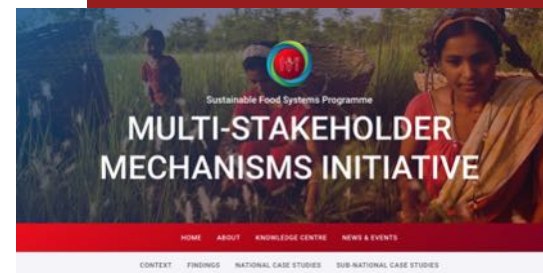 Sustainable Food Systems Programme
MULTI-STAKEHOLDER
MECHANISMS INITIATIVE
HOME ABOUT KNOWLEDGE CENTRE NEWS & EVENTS
CONTEXT FINDINGS NATIONAL CASE STUDIES SUB-NATIONAL CASE STUDIES